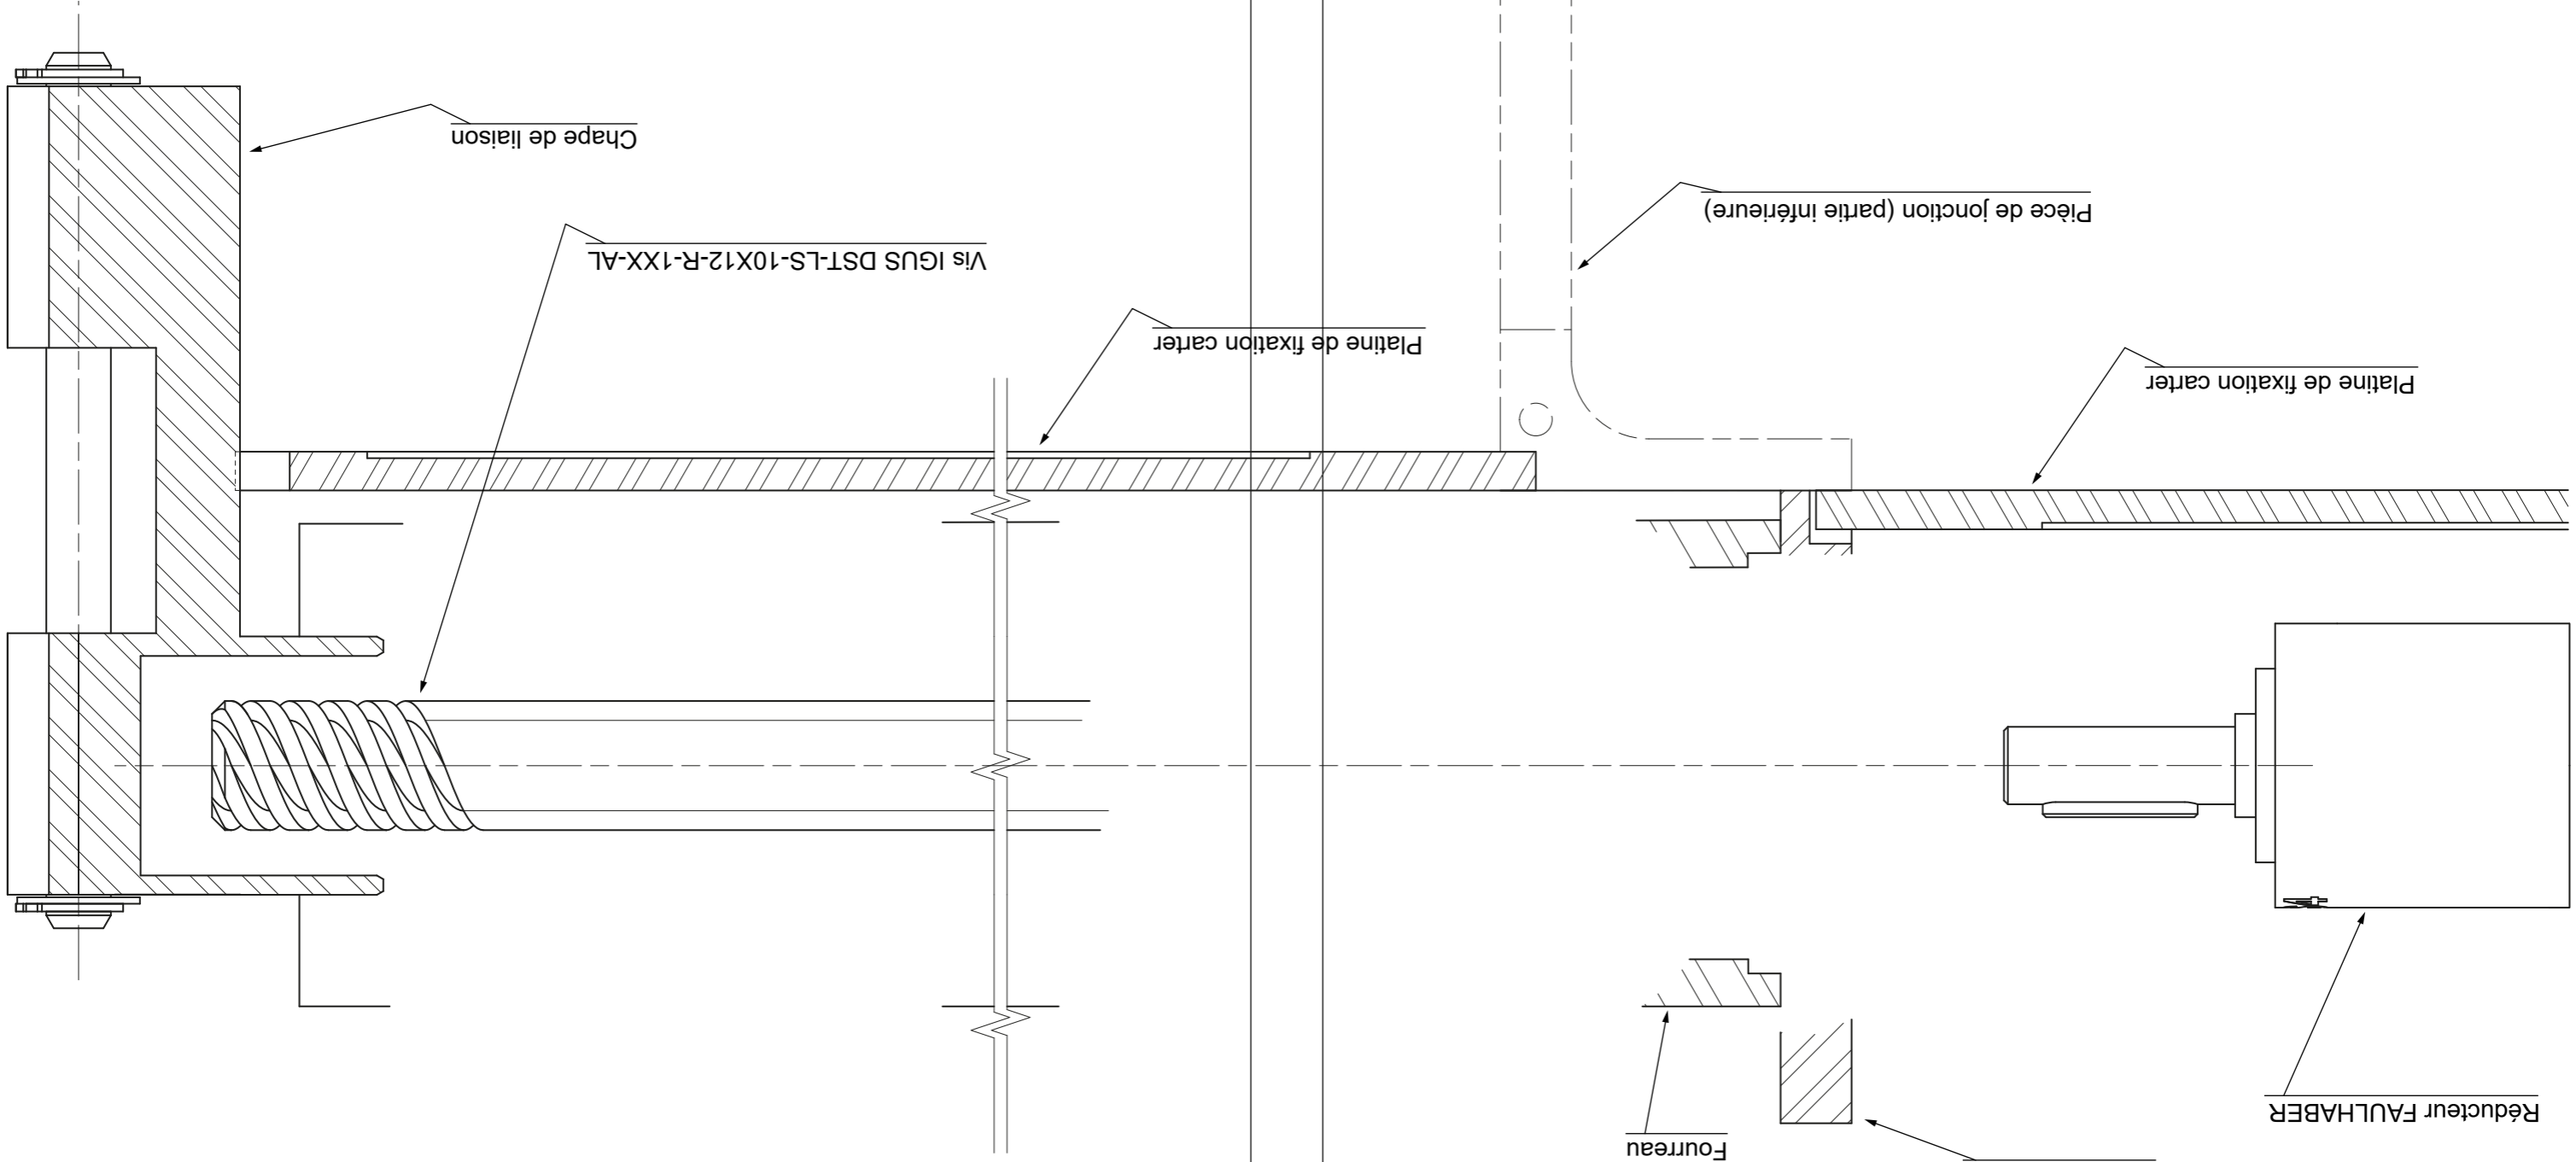 Réducteur FAULHABER
Fourreau
Platine de fixation carter
Platine de fixation carter
Vis IGUS DST-LS-10X12-R-1XX-AL
Pièce de jonction (partie inférieure)
Chape de liaison